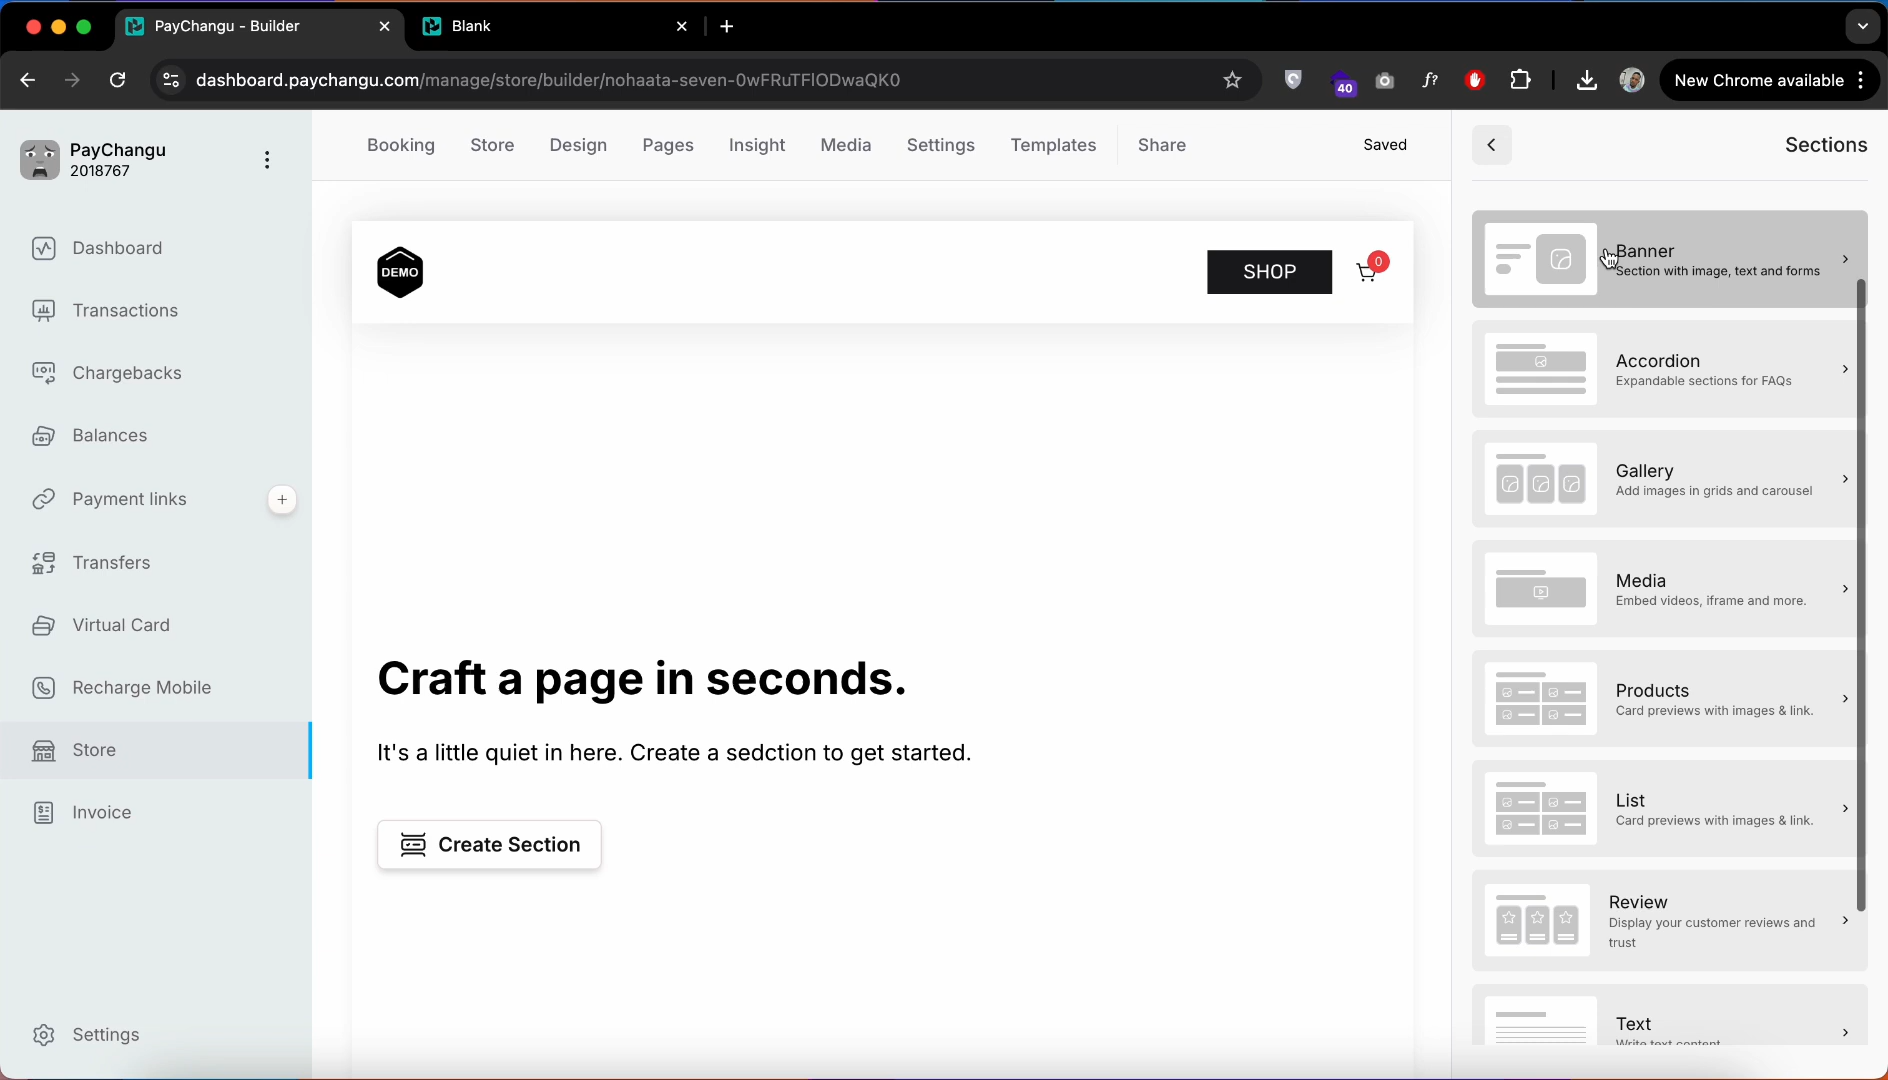 PayChangu - Builder
Blank
dashboard.paychangu.com/manage/store/builder/nohaata-seven-0wFRuTFlODwaQK0
40
f?
New Chrome available
PayChangu
2018767
Booking
Store
Design
Pages
Insight
Media
Settings
Templates
Share
Saved
Sections
Dashboard
Transactions
Chargebacks
Balances
Payment links
Transfers
Virtual Card
Recharge Mobile
Store
Invoice
Settings
DEMO
SHOP
0
Craft a page in seconds.
It's a little quiet in here. Create a sedction to get started.
Create Section
Banner
Section with image, text and forms
Accordion
Expandable sections for FAQs
Gallery
Add images in grids and carousel
Media
Embed videos, iframe and more.
Products
Card previews with images & link.
List
Card previews with images & link.
Review
Display your customer reviews and
trust
Text
Write text content